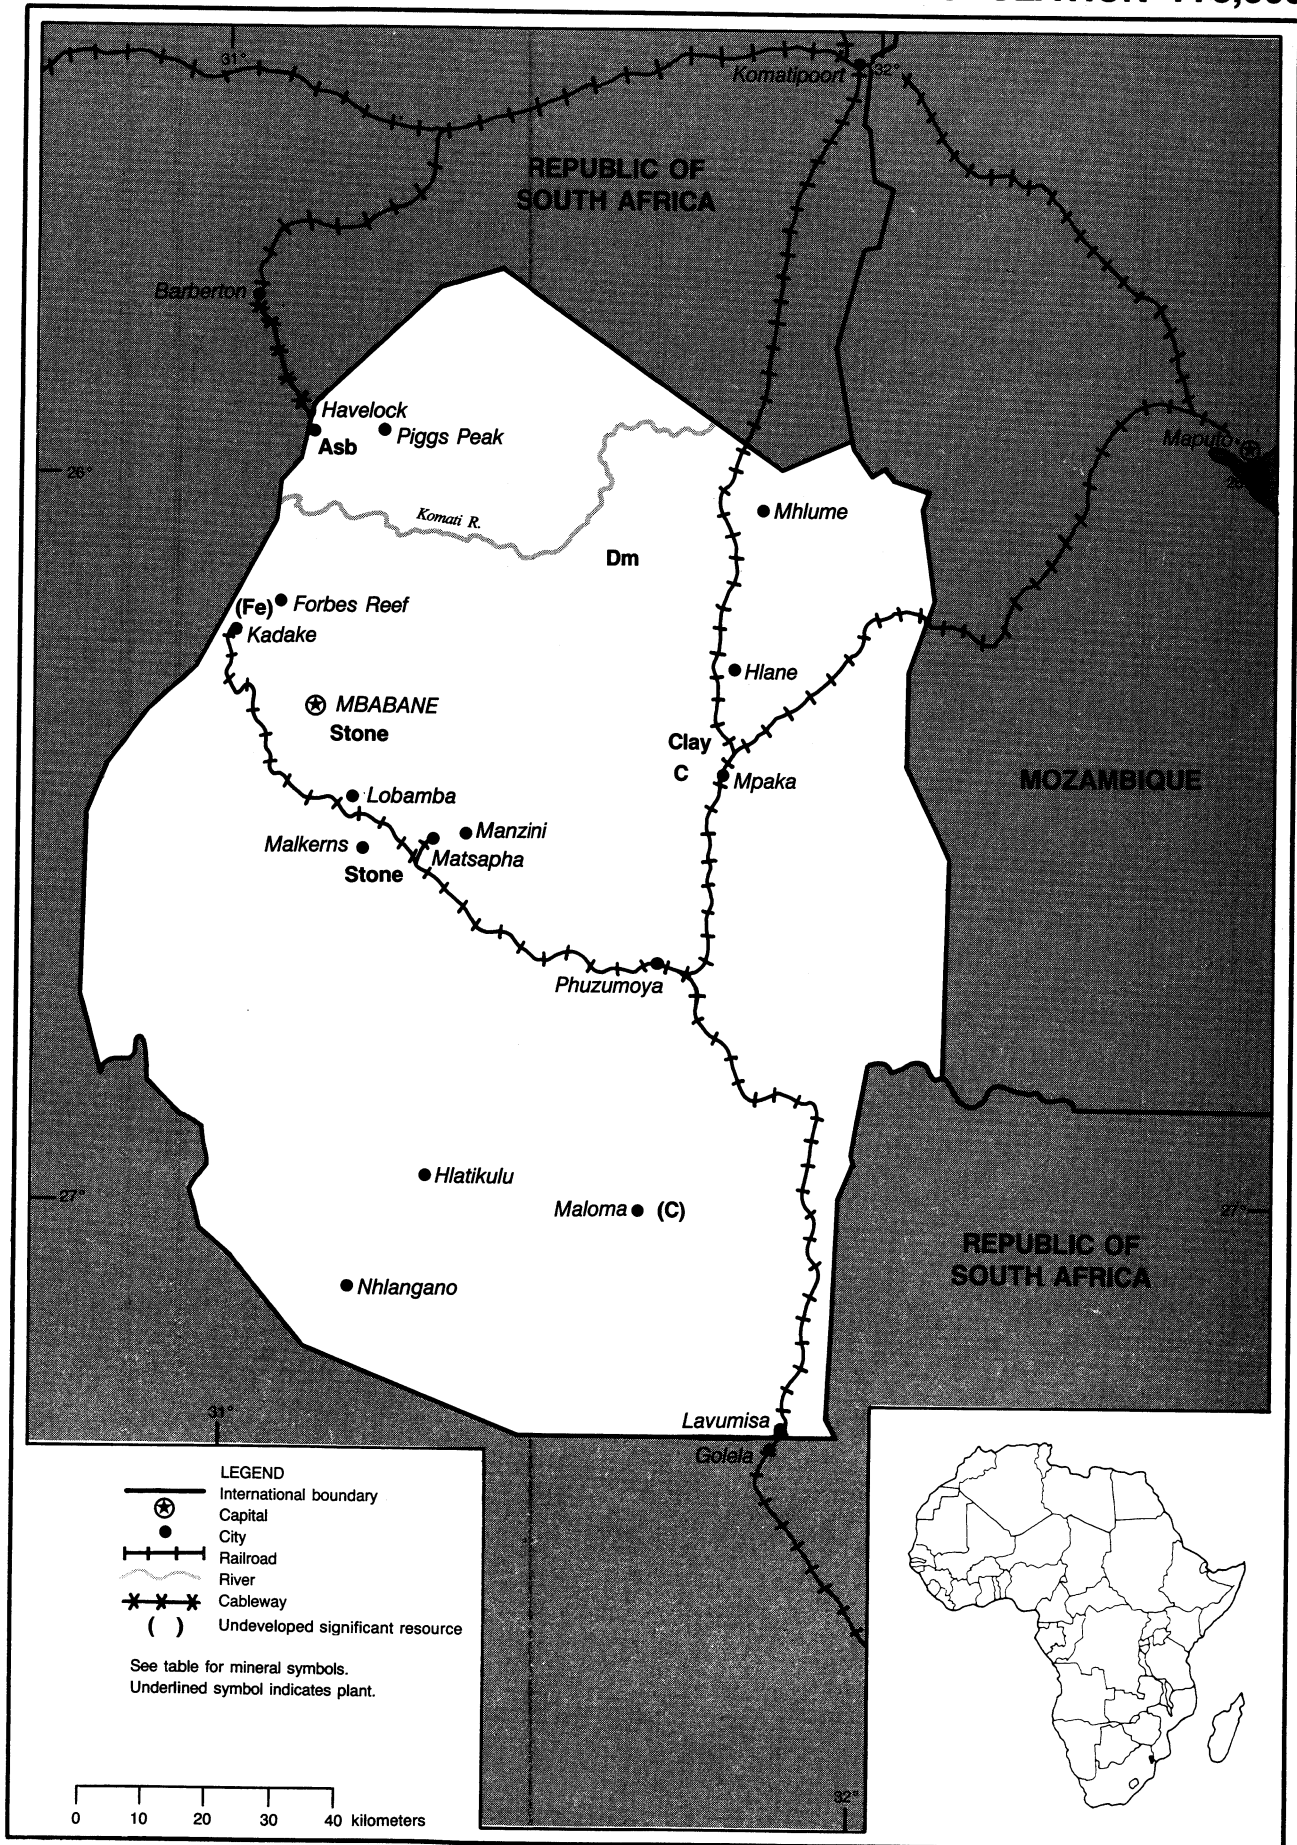 31°
Komatipoort
32°
REPUBLIC OF
SOUTH AFRICA
Barberton
Havelock
Piggs Peak
Asb
Maputo
26°
Komati R.
Mhlume
Dm
(Fe)
Forbes Reef
Kadake
Hlane
MBABANE
Stone
Clay
C
Mpaka
MOZAMBIQUE
Lobamba
Manzini
Malkerns
Matsapha
Stone
Phuzumoya
Hlatikulu
27°
Maloma
(C)
27°
REPUBLIC OF
SOUTH AFRICA
Nhlangano
31°
Lavumisa
Golela
LEGEND
International boundary
Capital
City
Railroad
River
Cableway
( ) Undeveloped significant resource
See table for mineral symbols.
Underlined symbol indicates plant.
0 10 20 30 40 kilometers
32°